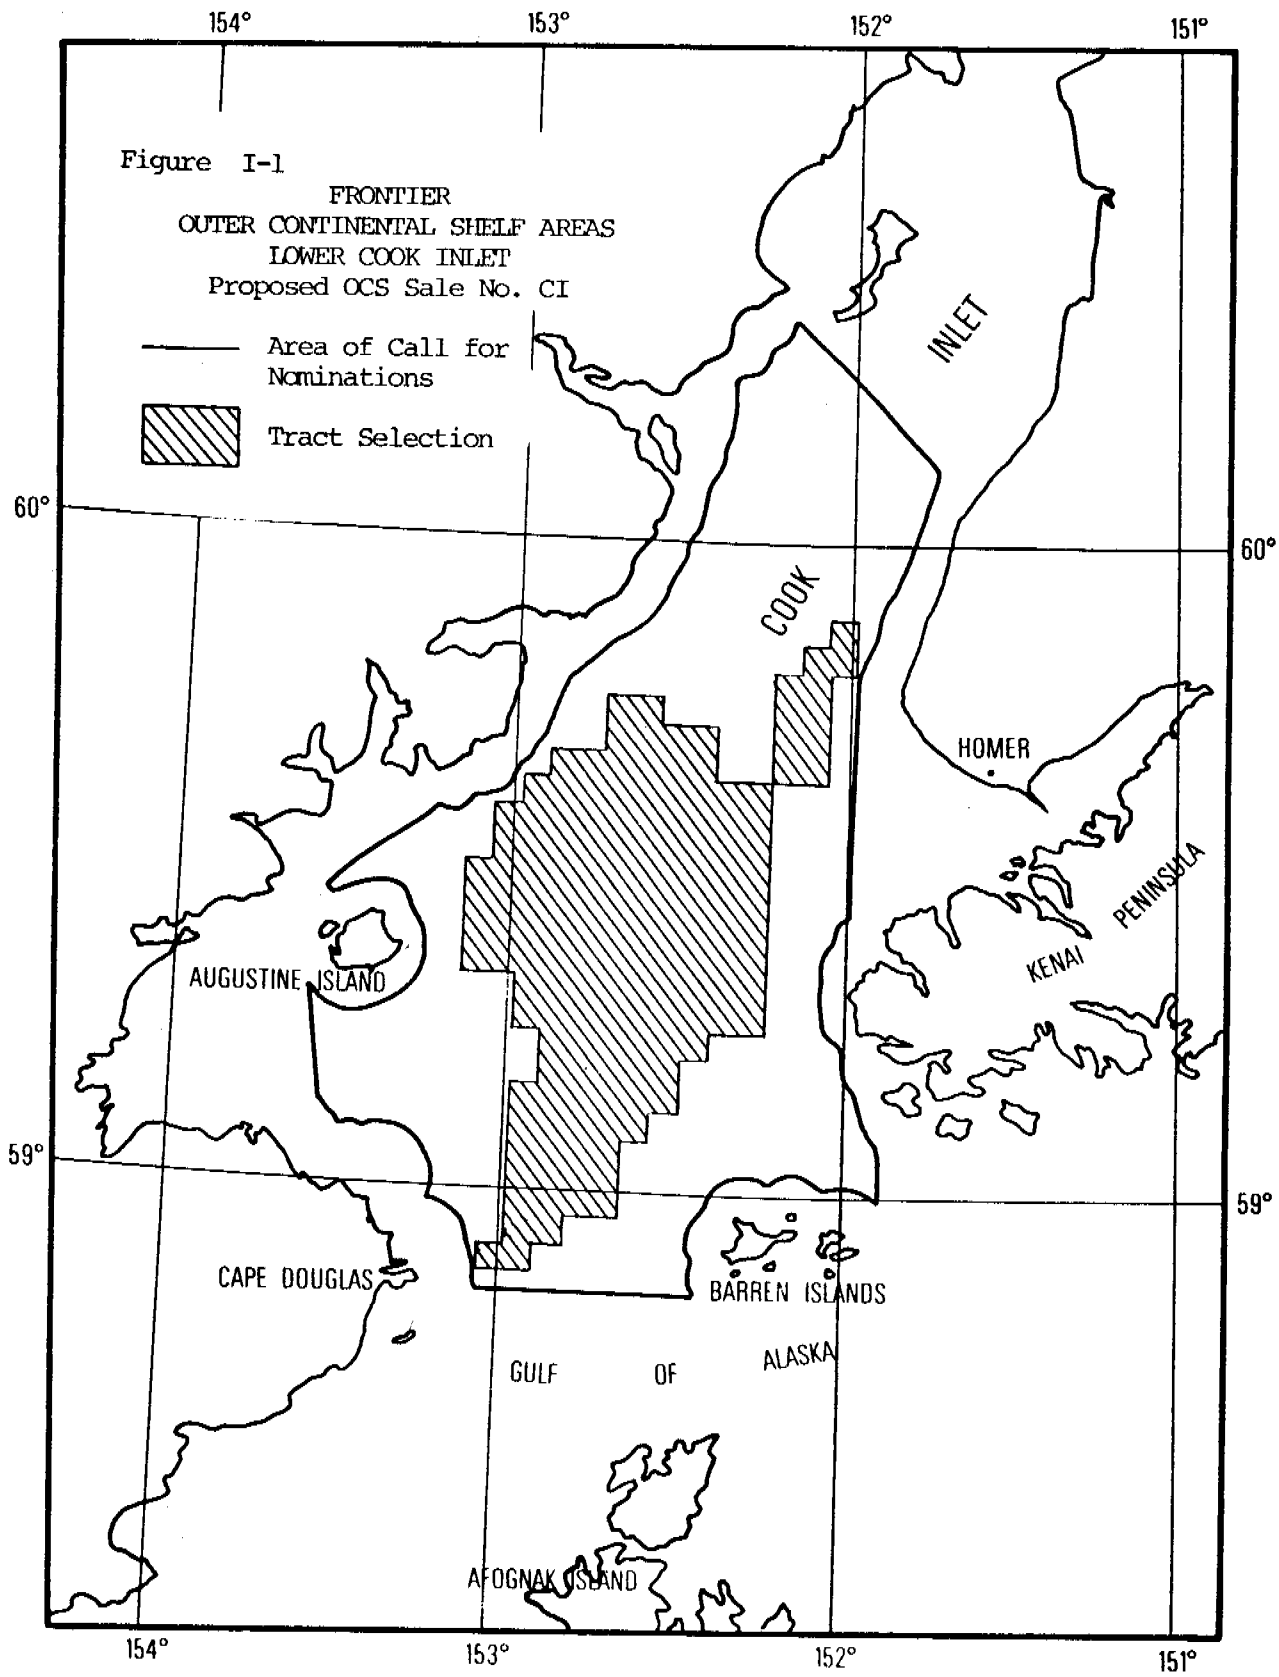 154°
153°
152°
151°
Figure I-1
FRONTIER
OUTER CONTINENTAL SHELF AREAS
LOWER COOK INLET
Proposed OCS Sale No. CI
Area of Call for
Nominations
Tract Selection
INLET
60°
60°
COOK
HOMER
PENINSULA
KENAI
AUGUSTINE ISLAND
59°
59°
CAPE DOUGLAS
BARREN ISLANDS
GULF OF ALASKA
AFOGNAK ISLAND
154°
153°
152°
151°